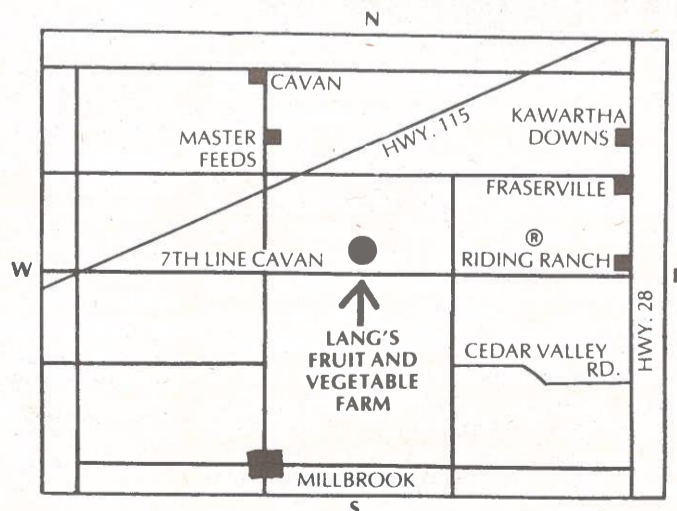 N
CAVAN
MASTER
FEEDS
HWY. 115
KAWARTHA
DOWNS
FRASERVILLE
W
7TH LINE CAVAN
®
RIDING RANCH
LANG'S
FRUIT AND
VEGETABLE
FARM
CEDAR VALLEY
RD.
HWY. 28
MILLBROOK
S